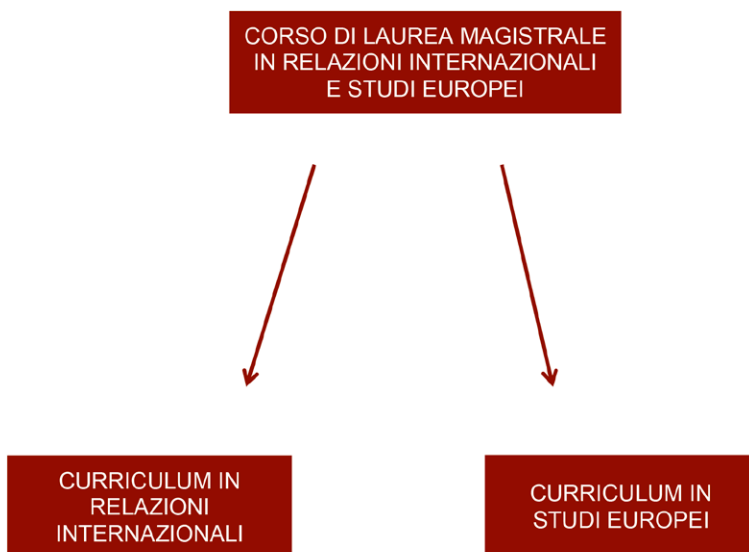 CORSO DI LAUREA MAGISTRALE
IN RELAZIONI INTERNAZIONALI
E STUDI EUROPEI
CURRICULUM IN
RELAZIONI
INTERNAZIONALI
CURRICULUM IN
STUDI EUROPEI